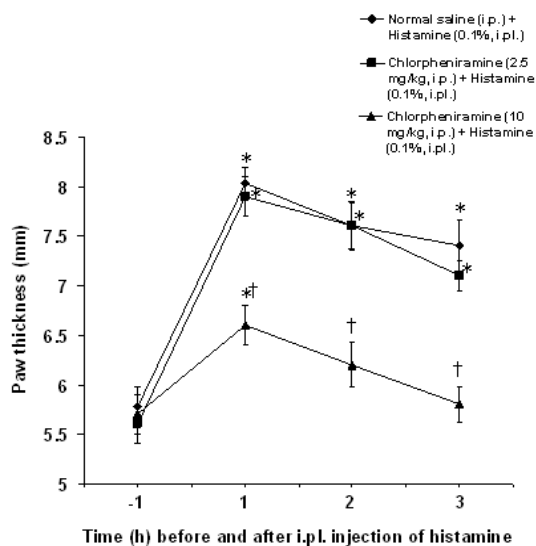 Normal saline (i.p.) +
Histamine (0.1%, i.pl.)
Chlorpheniramine (2.5
mg/kg, i.p.) + Histamine
(0.1%, i.pl.)
Chlorpheniramine (10
mg/kg, i.p.) + Histamine
(0.1%, i.pl.)
8.5
8
7.5
7
6.5
6
5.5
5
Paw thickness (mm)
*
*
*
*
*
*
*†
†
†
-1
1
2
3
Time (h) before and after i.pl. injection of histamine